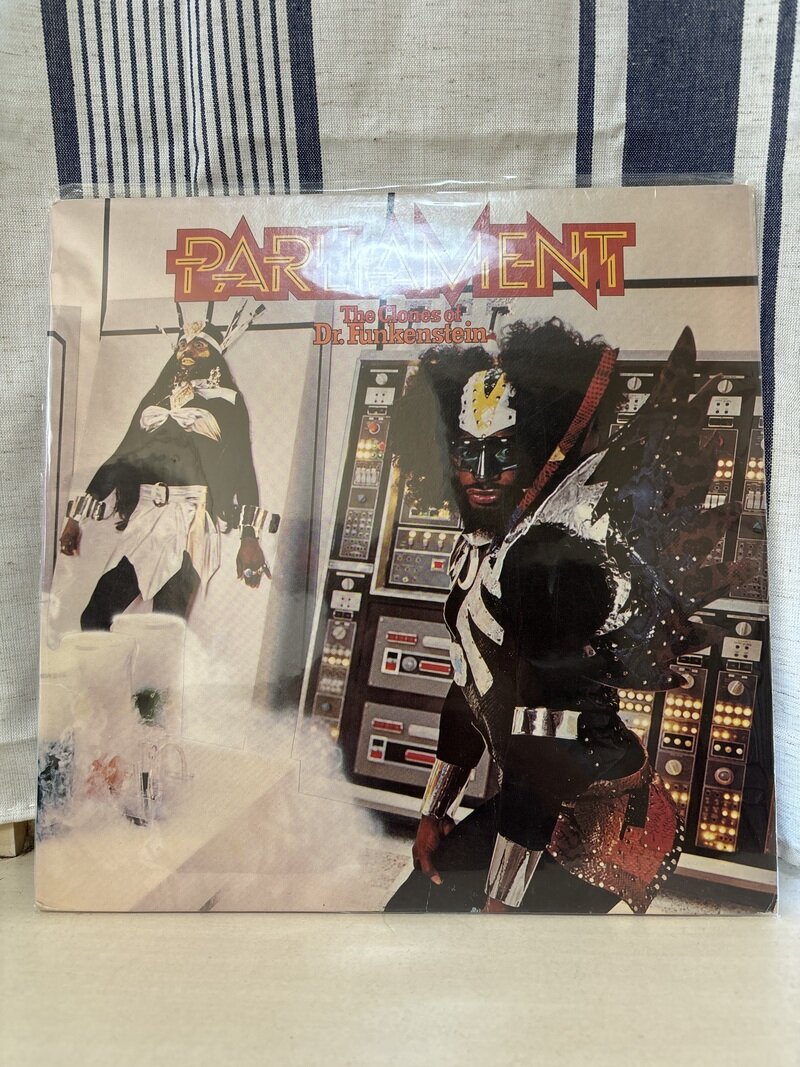 PARLIAMENT
The Clones of
Dr. Funkenstein